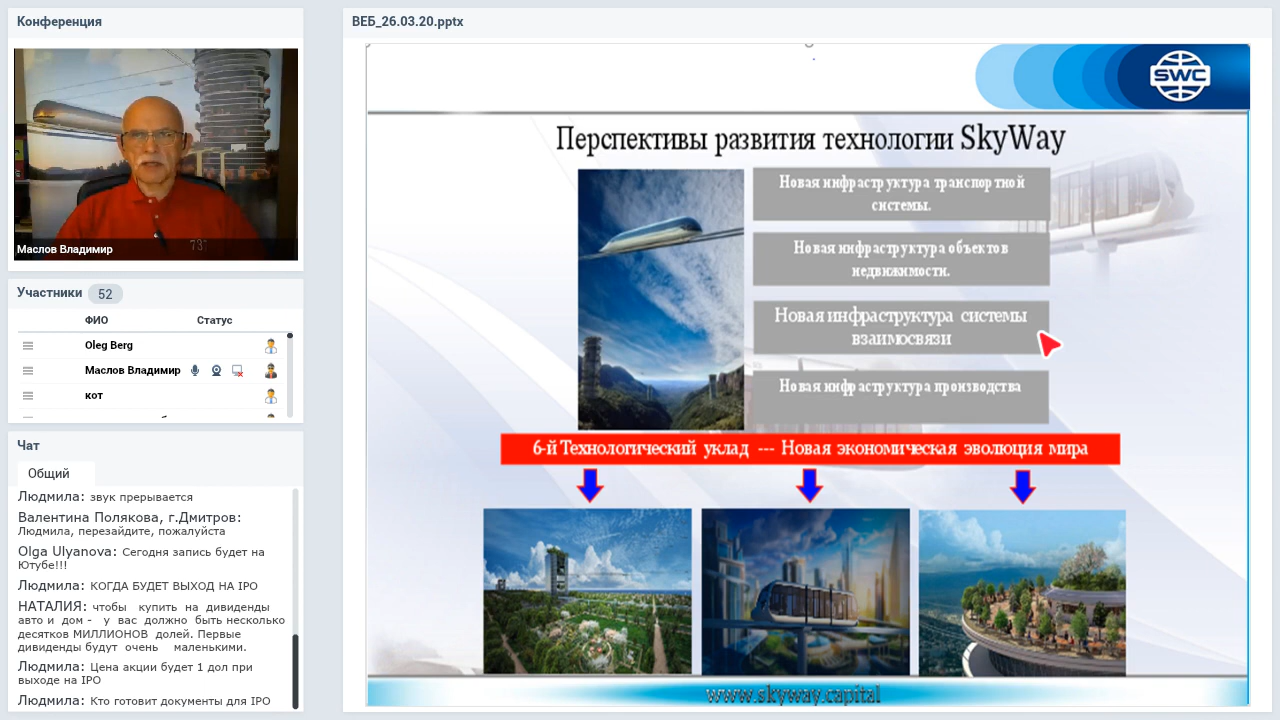 Конференция
Маслов Владимир
Участники 52
ФИО Статус
Oleg Berg
Маслов Владимир
кот
Чат
Общий
Людмила: звук прерывается
Валентина Полякова, г.Дмитров:
Людмила, перезайдите, пожалуйста
Olga Ulyanova: Сегодня запись будет на
Ютубе!!!
Людмила: КОГДА БУДЕТ ВЫХОД НА IPO
НАТАЛИЯ: чтобы купить на дивиденды
авто и дом - у вас должно быть несколько
десятков МИЛЛИОНОВ долей. Первые
дивиденды будут очень маленькими.
Людмила: Цена акции будет 1 дол при
выходе на IPO
Людмила: Кто готовит документы для IPO
ВЕБ_26.03.20.pptx
SWC
Перспективы развития технологии SkyWay
Новая инфраструктура транспортной
системы.
Новая инфраструктура объектов
недвижимости.
Новая инфраструктура системы
взаимосвязи
Новая инфраструктура производства
6-й Технологический уклад --- Новая экономическая эволюция мира
www.skyway.capital